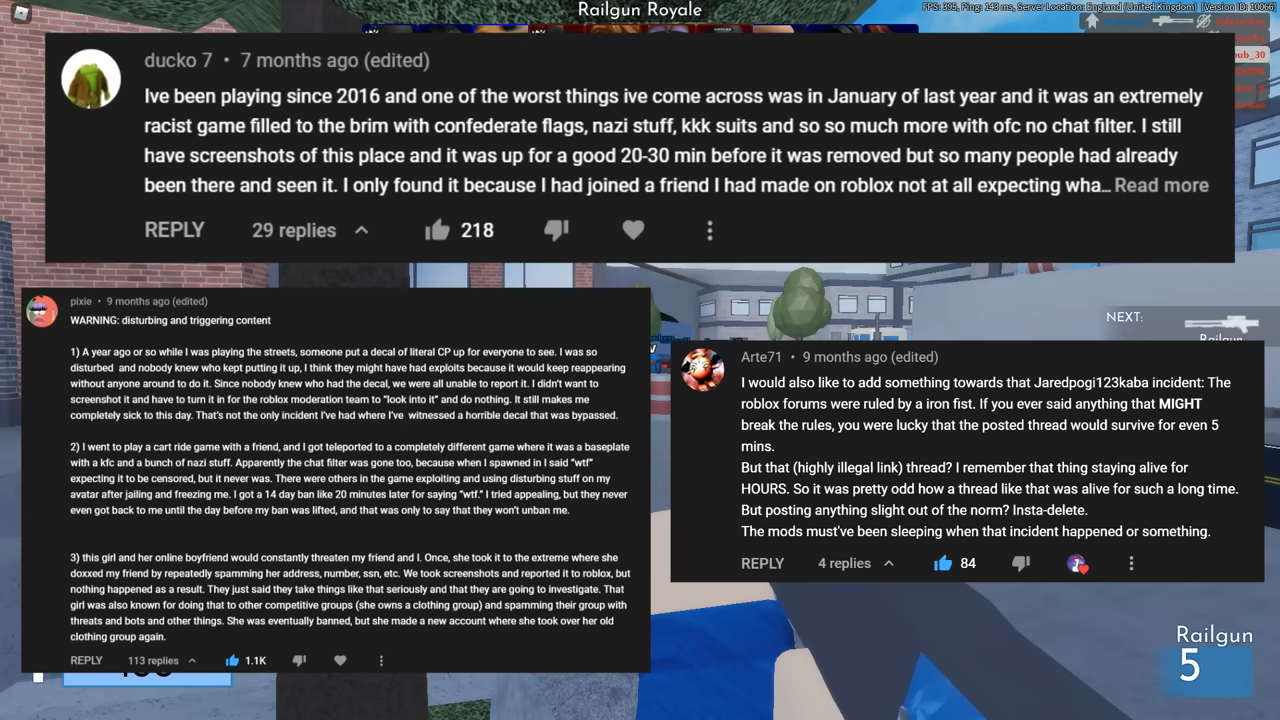 Railgun Royale
FPS: 395, Ping: 143 ms, Server Location: England (United Kingdom) [Version ID: 10066]
ducko 7 • 7 months ago (edited)
Ive been playing since 2016 and one of the worst things ive come across was in January of last year and it was an extremely
racist game filled to the brim with confederate flags, nazi stuff, kkk suits and so so much more with ofc no chat filter. I still
have screenshots of this place and it was up for a good 20-30 min before it was removed but so many people had already
been there and seen it. I only found it because I had joined a friend I had made on roblox not at all expecting wha... Read more
REPLY 29 replies 218
pixie • 9 months ago (edited)
WARNING: disturbing and triggering content
1) A year ago or so while I was playing the streets, someone put a decal of literal CP up for everyone to see. I was so
disturbed and nobody knew who kept putting it up, I think they might have had exploits because it would keep reappearing
without anyone around to do it. Since nobody knew who had the decal, we were all unable to report it. I didn't want to
screenshot it and have to turn it in for the roblox moderation team to "look into it" and do nothing. It still makes me
completely sick to this day. That's not the only incident I've had where I've witnessed a horrible decal that was bypassed.
2) I went to play a cart ride game with a friend, and I got teleported to a completely different game where it was a baseplate
with a kfc and a bunch of nazi stuff. Apparently the chat filter was gone too, because when I spawned in I said "wtf"
expecting it to be censored, but it never was. There were others in the game exploiting and using disturbing stuff on my
avatar after jailing and freezing me. I got a 14 day ban like 20 minutes later for saying "wtf." I tried appealing, but they never
even got back to me until the day before my ban was lifted, and that was only to say that they won't unban me.
3) this girl and her online boyfriend would constantly threaten my friend and I. Once, she took it to the extreme where she
doxxed my friend by repeatedly spamming her address, number, ssn, etc. We took screenshots and reported it to roblox, but
nothing happened as a result. They just said they take things like that seriously and that they are going to investigate. That
girl was also known for doing that to other competitive groups (she owns a clothing group) and spamming their group with
threats and bots and other things. She was eventually banned, but she made a new account where she took over her old
clothing group again.
REPLY 113 replies 1.1K
NEXT:
Railgun
Arte71 • 9 months ago (edited)
I would also like to add something towards that Jaredpogi123kaba incident: The
roblox forums were ruled by a iron fist. If you ever said anything that MIGHT
break the rules, you were lucky that the posted thread would survive for even 5
mins.
But that (highly illegal link) thread? I remember that thing staying alive for
HOURS. So it was pretty odd how a thread like that was alive for such a long time.
But posting anything slight out of the norm? Insta-delete.
The mods must've been sleeping when that incident happened or something.
REPLY 4 replies 84
Railgun
5